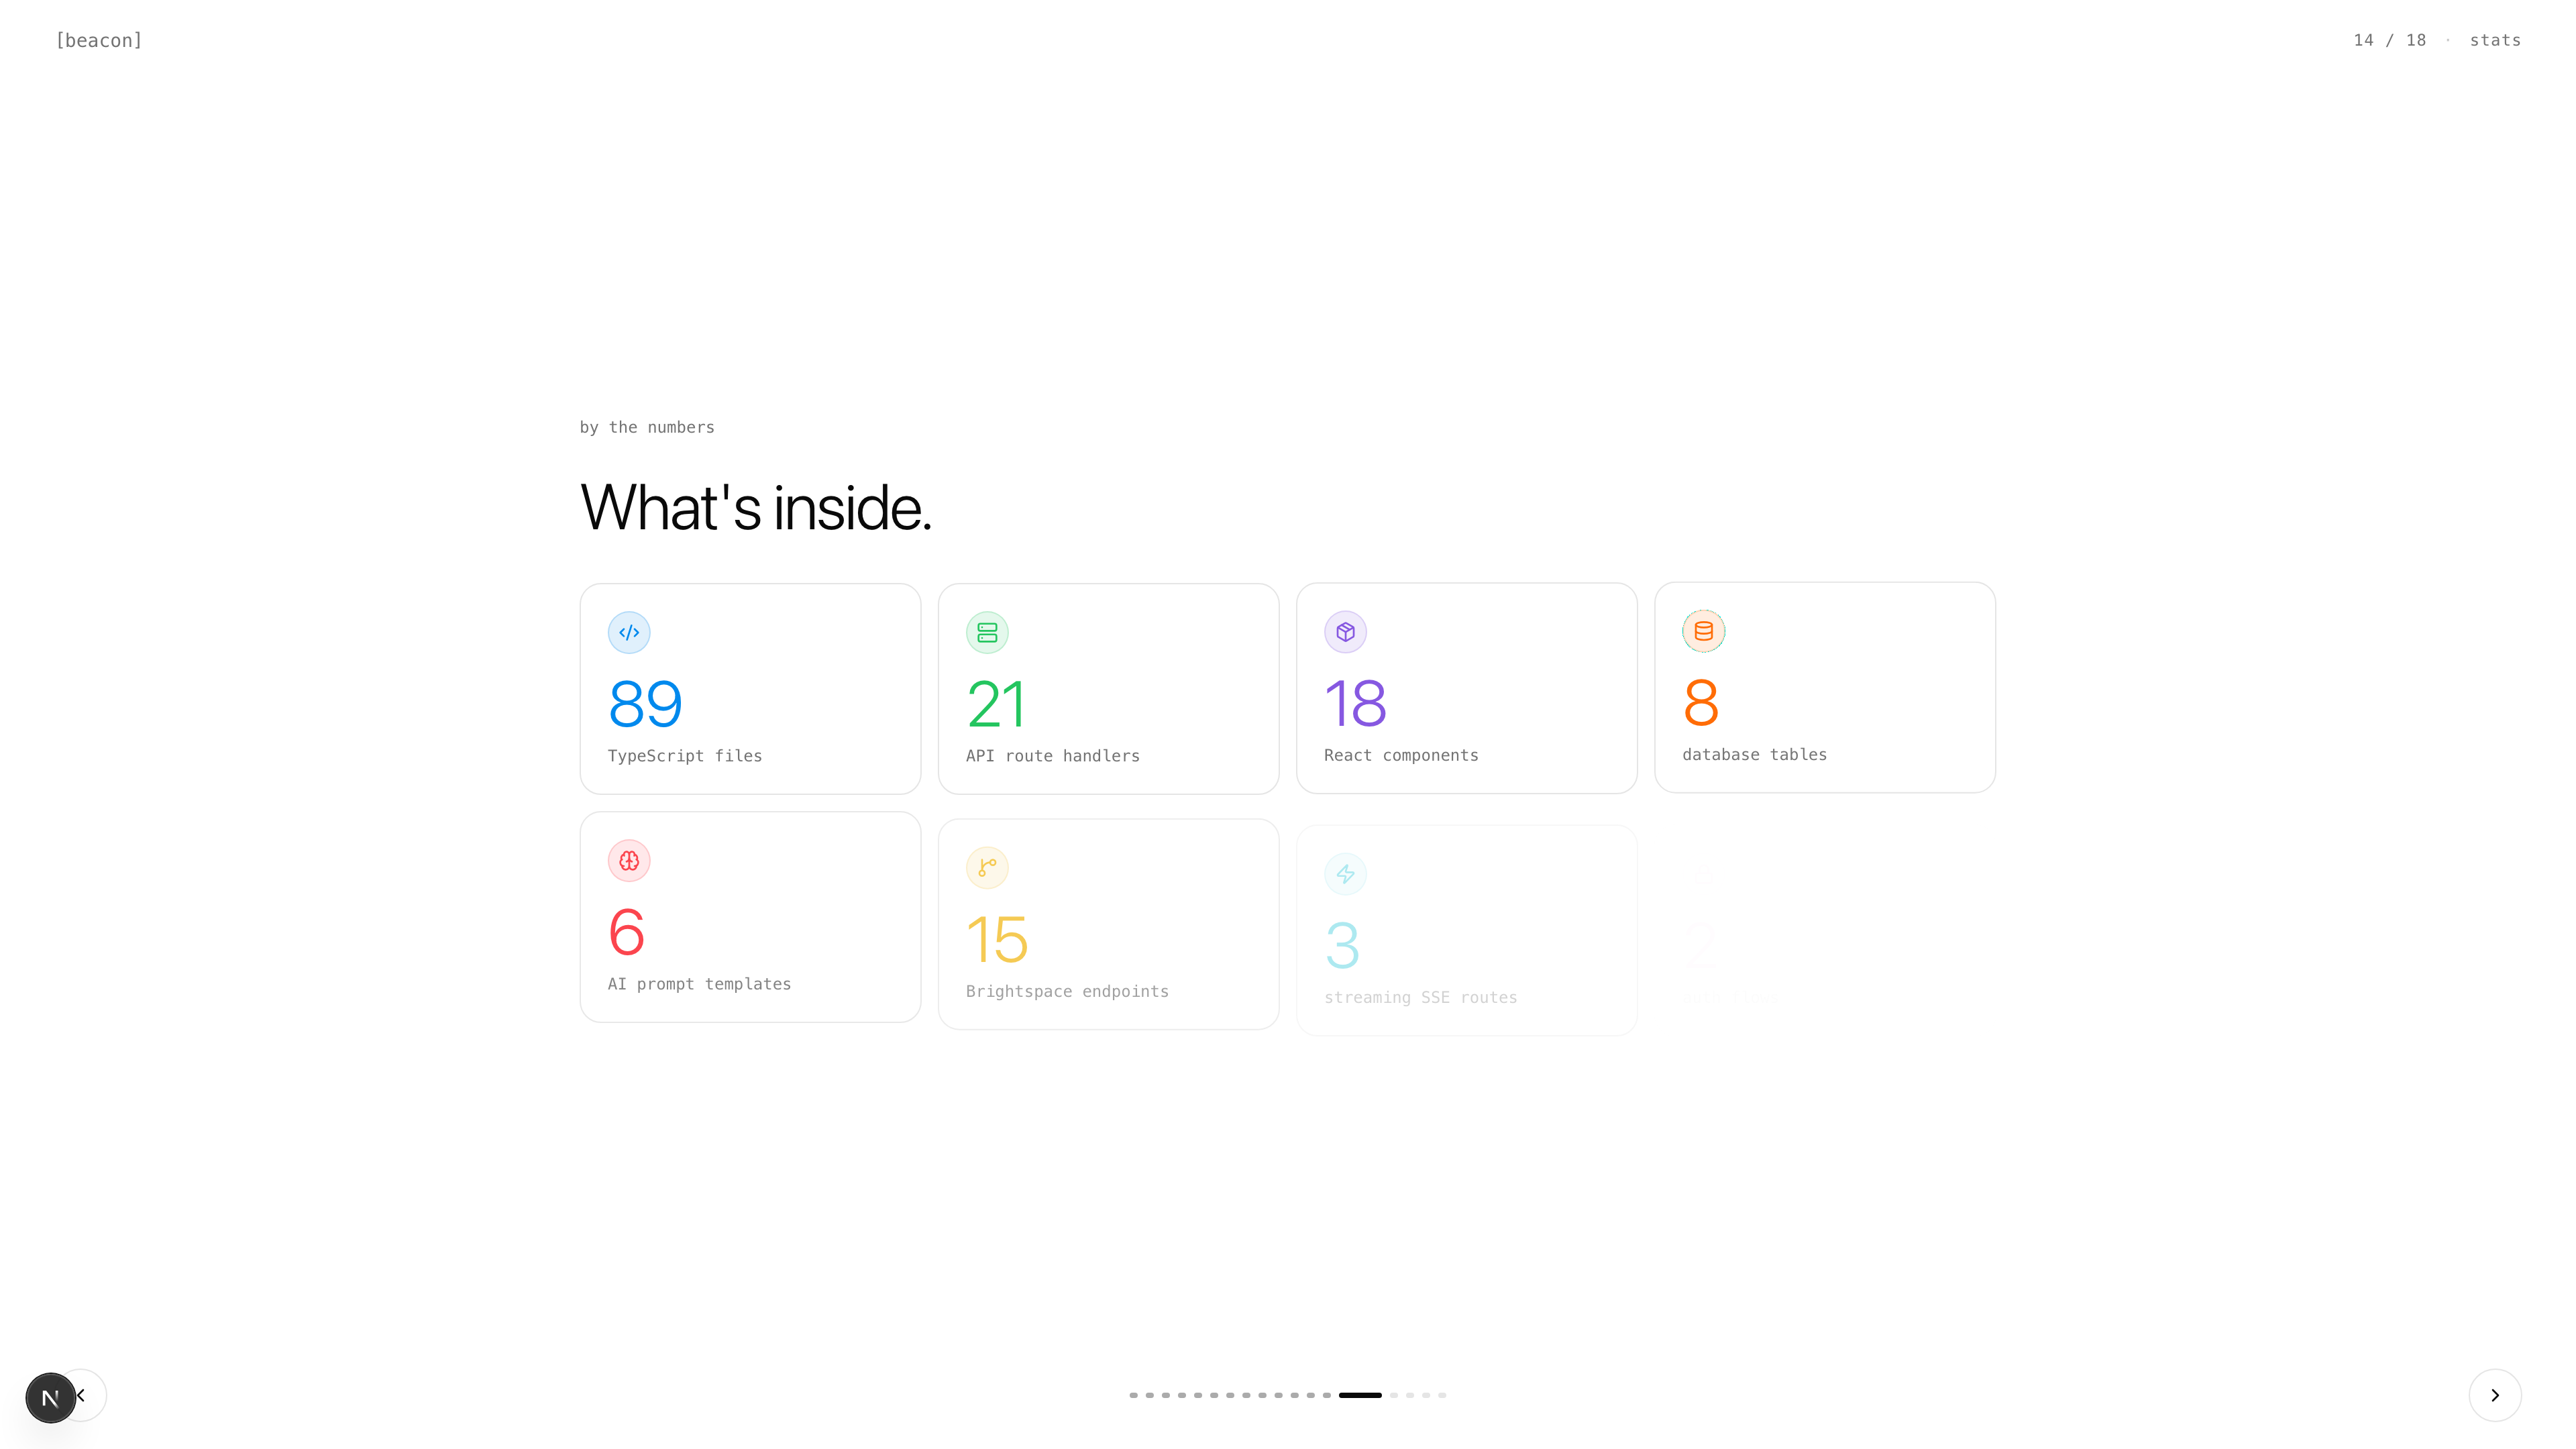 [beacon]
14 / 18 · stats
by the numbers
What's inside.
89
TypeScript files
21
API route handlers
18
React components
8
database tables
6
AI prompt templates
15
Brightspace endpoints
3
streaming SSE routes
2
N